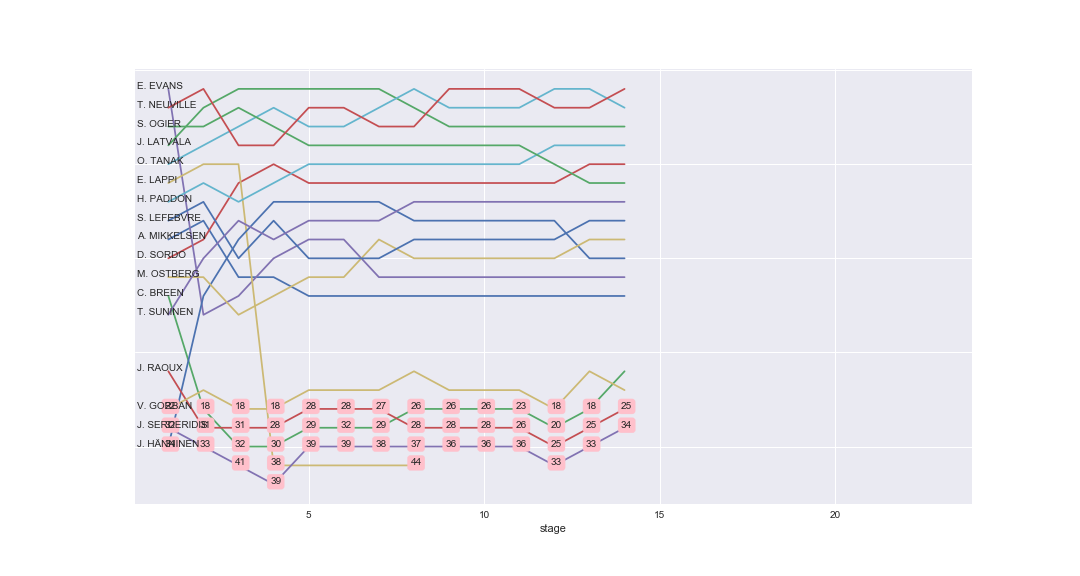 E. EVANS
T. NEUVILLE
S. OGIER
J. LATVALA
O. TANAK
E. LAPPI
H. PADDON
S. LEFEBVRE
A. MIKKELSEN
D. SORDO
M. OSTBERG
C. BREEN
T. SUNINEN
J. RAOUX
V. GORBAN 18 18 18 28 28 27 26 26 26 23 18 18 25
J. SERDERIDIS 31 31 28 29 32 29 28 28 28 26 20 25 34
J. HÄNNINEN 33 32 30 39 39 38 37 36 36 36 25 33
41 38 44 33
39
5 10 15 20
stage